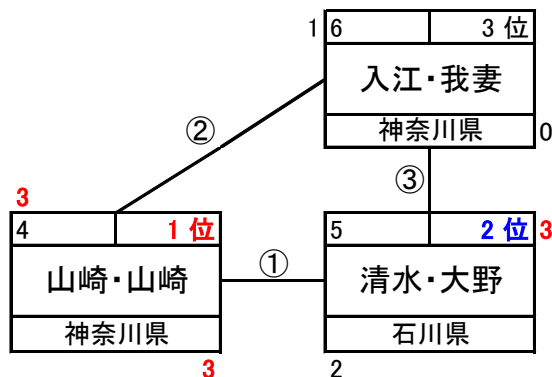 1
6 3 位
入江・我妻
神奈川県
0
②
③
3
4 1 位
山崎・山崎
神奈川県
3
①
5 2 位
3
清水・大野
石川県
2